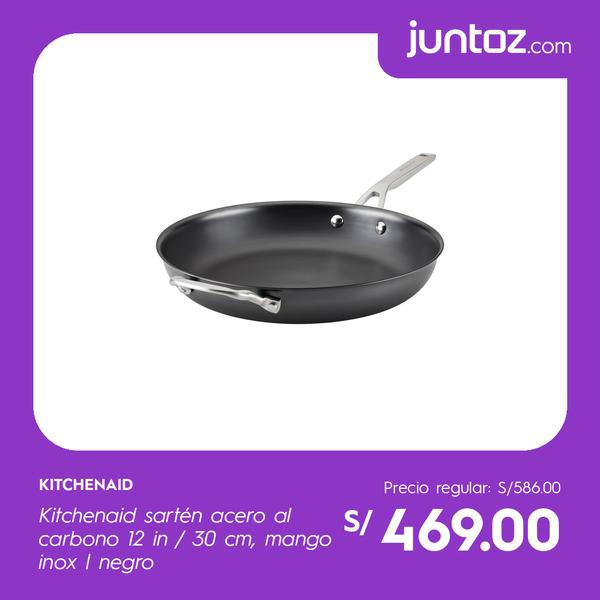 juntoz.com
KITCHENAID
Kitchenaid sartén acero al
carbono 12 in / 30 cm, mango
inox | negro
Precio regular: S/586.00
S/ 469.00